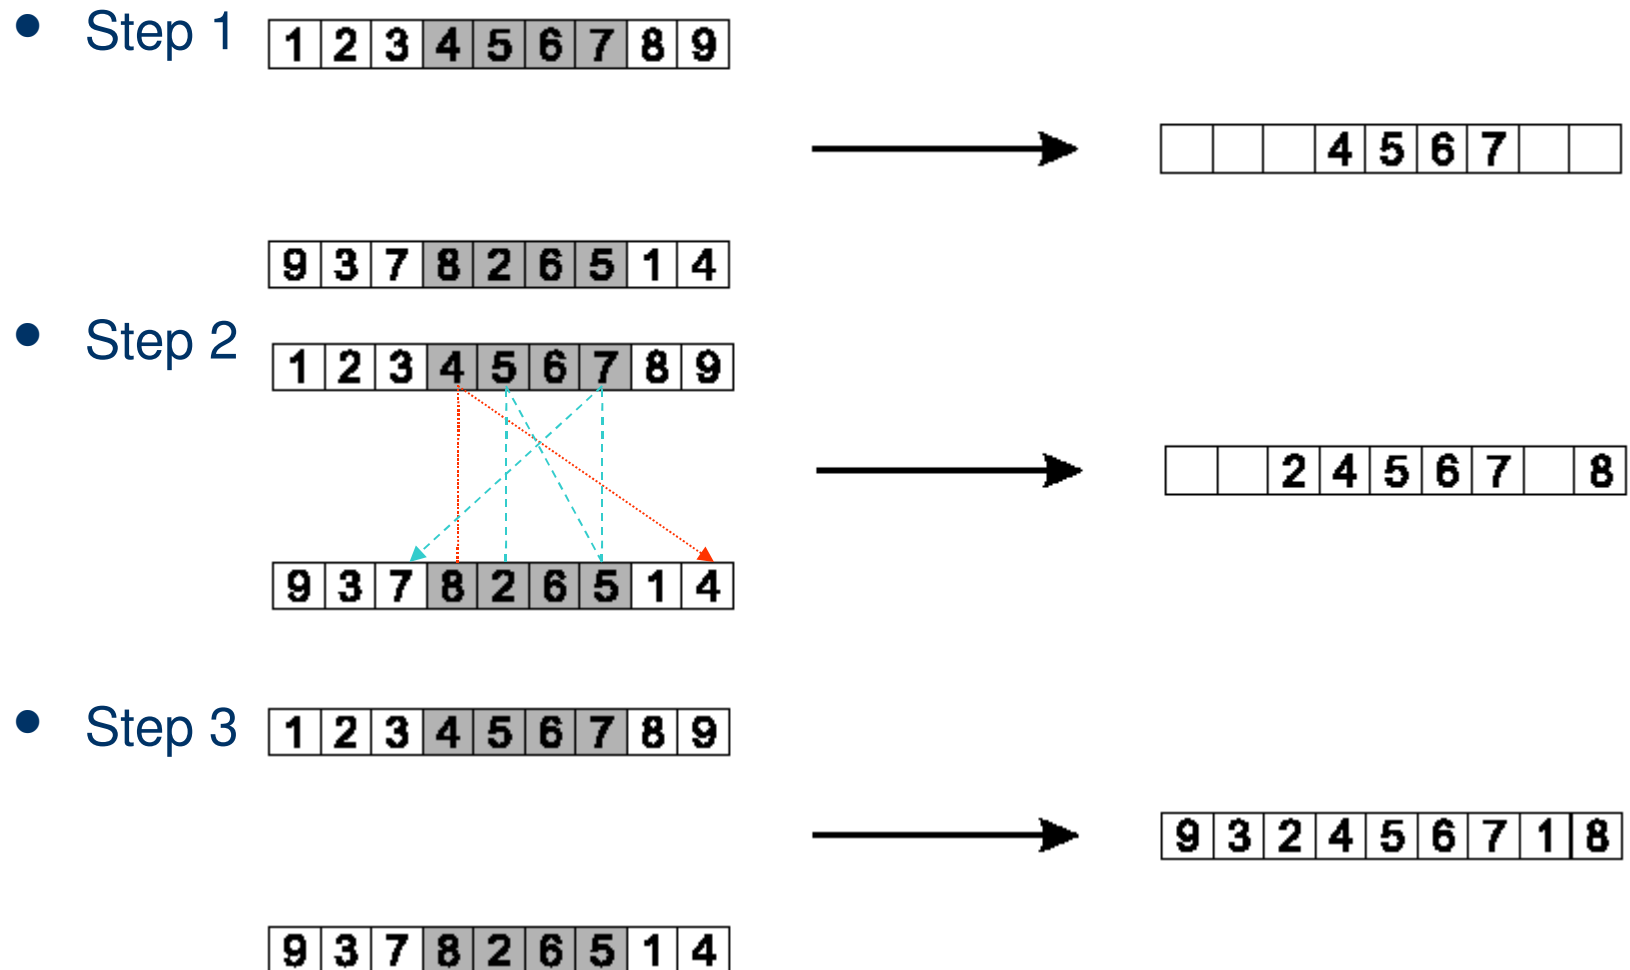 Step 1
1 2 3 4 5 6 7 8 9
4 5 6 7
9 3 7 8 2 6 5 1 4
Step 2
1 2 3 4 5 6 7 8 9
2 4 5 6 7 8
9 3 7 8 2 6 5 1 4
Step 3
1 2 3 4 5 6 7 8 9
9 3 2 4 5 6 7 1 8
9 3 7 8 2 6 5 1 4